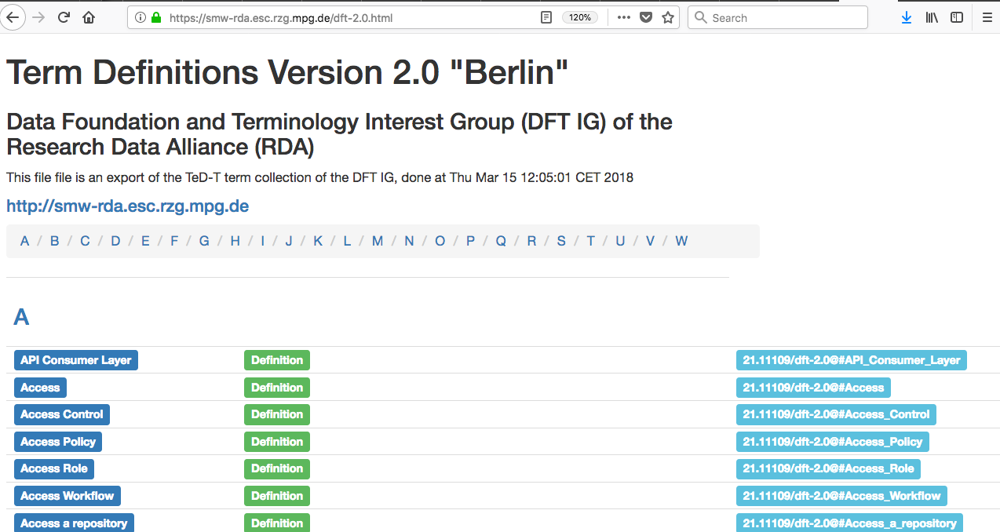 https://smw-rda.esc.rzg.mpg.de/dft-2.0.html 120% Search
Term Definitions Version 2.0 "Berlin"
Data Foundation and Terminology Interest Group (DFT IG) of the
Research Data Alliance (RDA)
This file file is an export of the TeD-T term collection of the DFT IG, done at Thu Mar 15 12:05:01 CET 2018
http://smw-rda.esc.rzg.mpg.de
A / B / C / D / E / F / G / H / I / J / K / L / M / N / O / P / Q / R / S / T / U / V / W
A
API Consumer Layer Definition 21.11109/dft-2.0@#API_Consumer_Layer
Access Definition 21.11109/dft-2.0@#Access
Access Control Definition 21.11109/dft-2.0@#Access_Control
Access Policy Definition 21.11109/dft-2.0@#Access_Policy
Access Role Definition 21.11109/dft-2.0@#Access_Role
Access Workflow Definition 21.11109/dft-2.0@#Access_Workflow
Access a repository Definition 21.11109/dft-2.0@#Access_a_repository